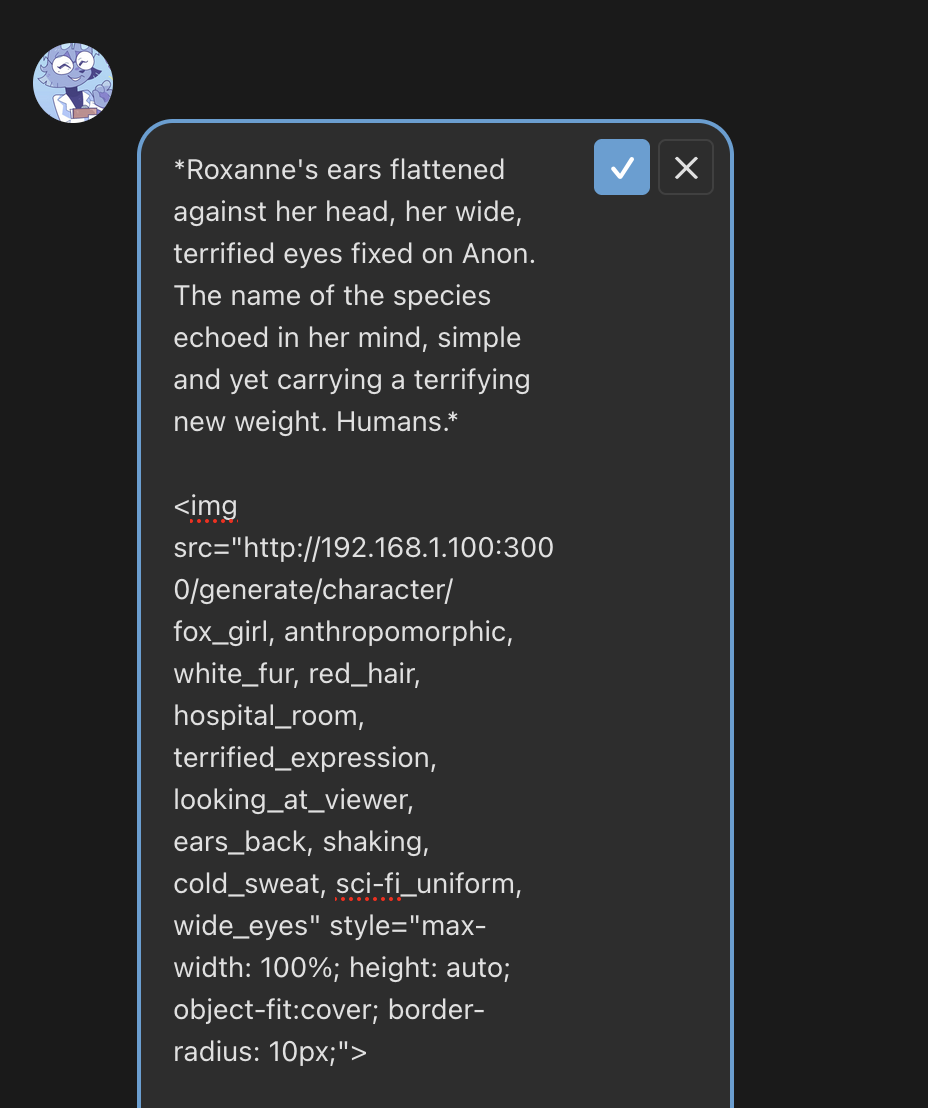 *Roxanne's ears flattened
against her head, her wide,
terrified eyes fixed on Anon.
The name of the species
echoed in her mind, simple
and yet carrying a terrifying
new weight. Humans.*
<img
src="http://192.168.1.100:300
0/generate/character/
fox_girl, anthropomorphic,
white_fur, red_hair,
hospital_room,
terrified_expression,
looking_at_viewer,
ears_back, shaking,
cold_sweat, sci-fi_uniform,
wide_eyes" style="max-
width: 100%; height: auto;
object-fit:cover; border-
radius: 10px;">